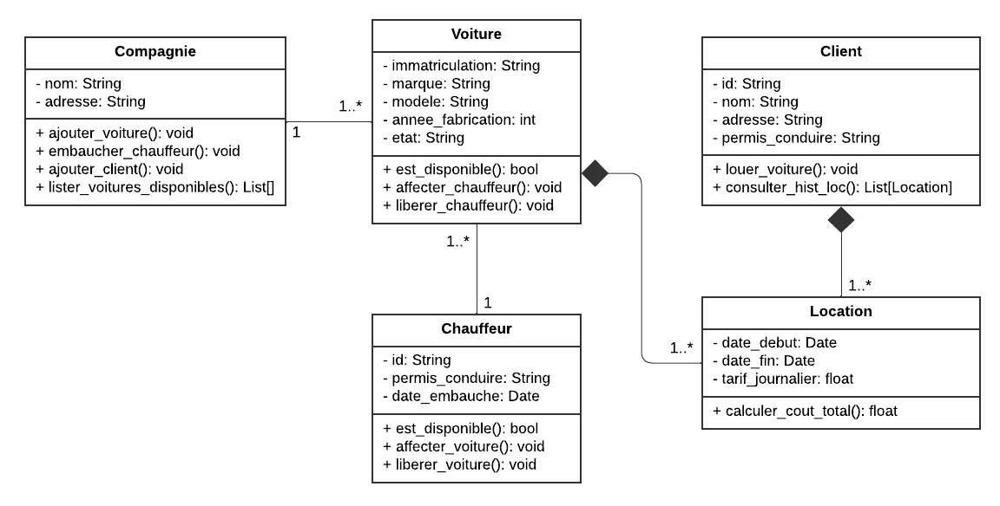 Compagnie
- nom: String
- adresse: String
+ ajouter_voiture(): void
+ embaucher_chauffeur(): void
+ ajouter_client(): void
+ lister_voitures_disponibles(): List[]
1
1..*
Voiture
- immatriculation: String
- marque: String
- modele: String
- annee_fabrication: int
- etat: String
+ est_disponible(): bool
+ affecter_chauffeur(): void
+ liberer_chauffeur(): void
1..*
1
Chauffeur
- id: String
- permis_conduire: String
- date_embauche: Date
+ est_disponible(): bool
+ affecter_voiture(): void
+ liberer_voiture(): void
Client
- id: String
- nom: String
- adresse: String
- permis_conduire: String
+ louer_voiture(): void
+ consulter_hist_loc(): List[Location]
1..*
1..*
Location
- date_debut: Date
- date_fin: Date
- tarif_journalier: float
+ calculer_cout_total(): float